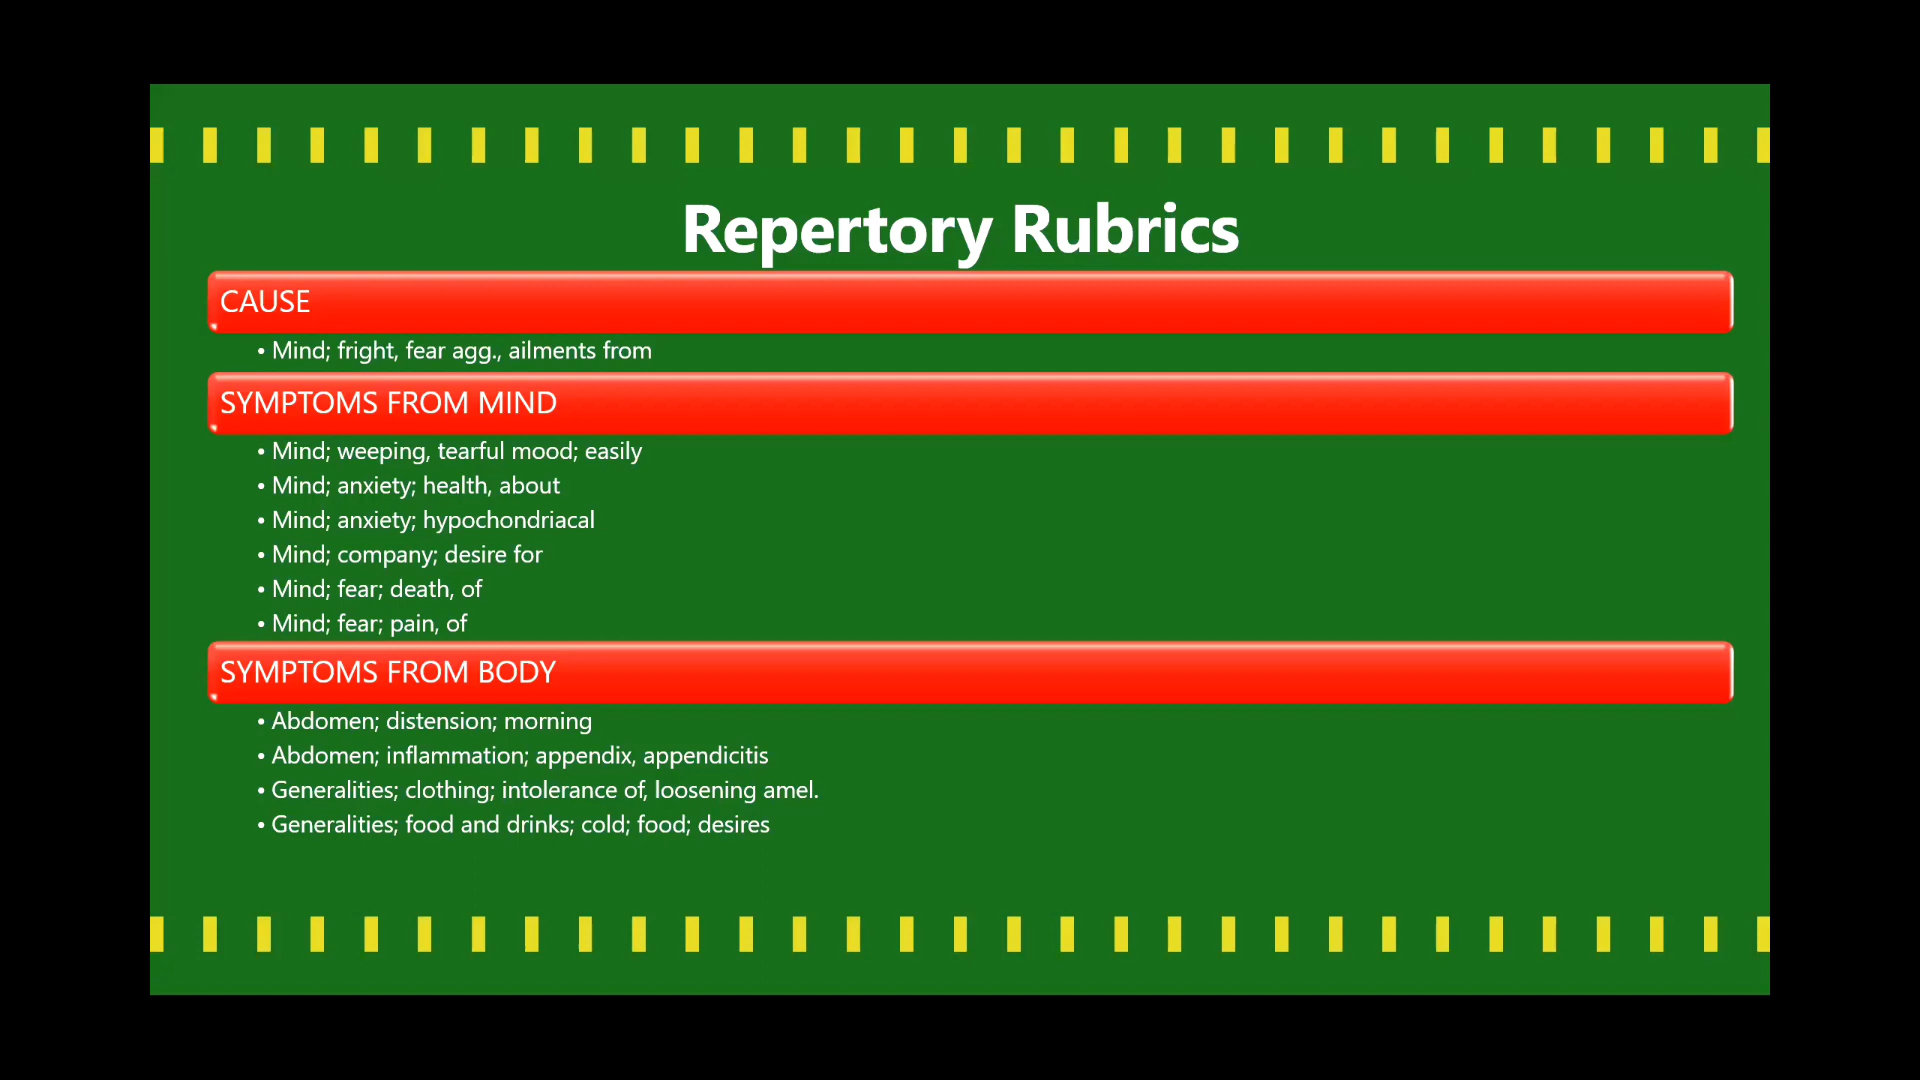 Repertory Rubrics
CAUSE
• Mind; fright, fear agg., ailments from
SYMPTOMS FROM MIND
• Mind; weeping, tearful mood; easily
• Mind; anxiety; health, about
• Mind; anxiety; hypochondriacal
• Mind; company; desire for
• Mind; fear; death, of
• Mind; fear; pain, of
SYMPTOMS FROM BODY
• Abdomen; distension; morning
• Abdomen; inflammation; appendix, appendicitis
• Generalities; clothing; intolerance of, loosening amel.
• Generalities; food and drinks; cold; food; desires